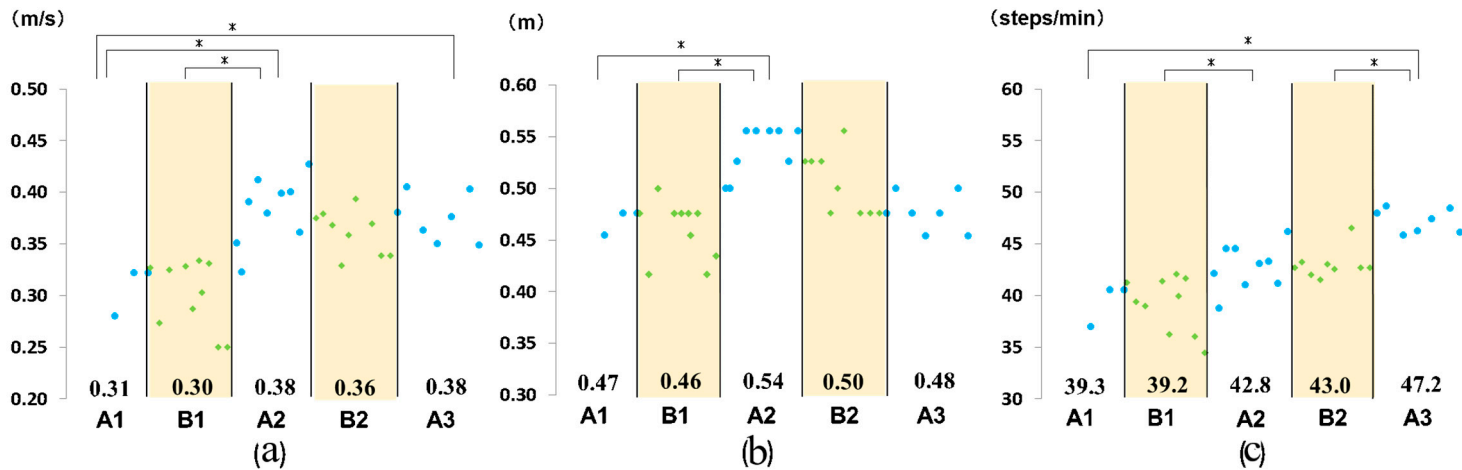 (m/s)
*
*
*
0.50
0.45
0.40
0.35
0.30
0.25
0.20
0.31 0.30 0.38 0.36 0.38
A1 B1 A2 B2 A3
(a)
(m)
*
*
0.60
0.55
0.50
0.45
0.40
0.35
0.30
0.47 0.46 0.54 0.50 0.48
A1 B1 A2 B2 A3
(b)
(steps/min)
*
* *
60
55
50
45
40
35
30
39.3 39.2 42.8 43.0 47.2
A1 B1 A2 B2 A3
(c)